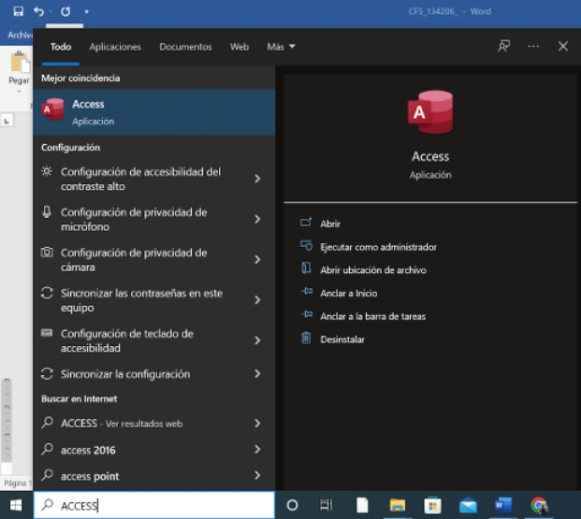 CF5_134206_ - Word
Archiv
Pegar
Todo Aplicaciones Documentos Web Más
Mejor coincidencia
Access
Aplicación
Configuración
Configuración de accesibilidad del
contraste alto
Configuración de privacidad de
micrófono
Configuración de privacidad de
cámara
Sincronizar las contraseñas en este
equipo
Configuración de teclado de
accesibilidad
Sincronizar la configuración
Buscar en Internet
ACCESS - Ver resultados web
access 2016
access point
A
Access
Aplicación
Abrir
Ejecutar como administrador
Abrir ubicación de archivo
Anclar a Inicio
Anclar a la barra de tareas
Desinstalar
Página 1
ACCESS